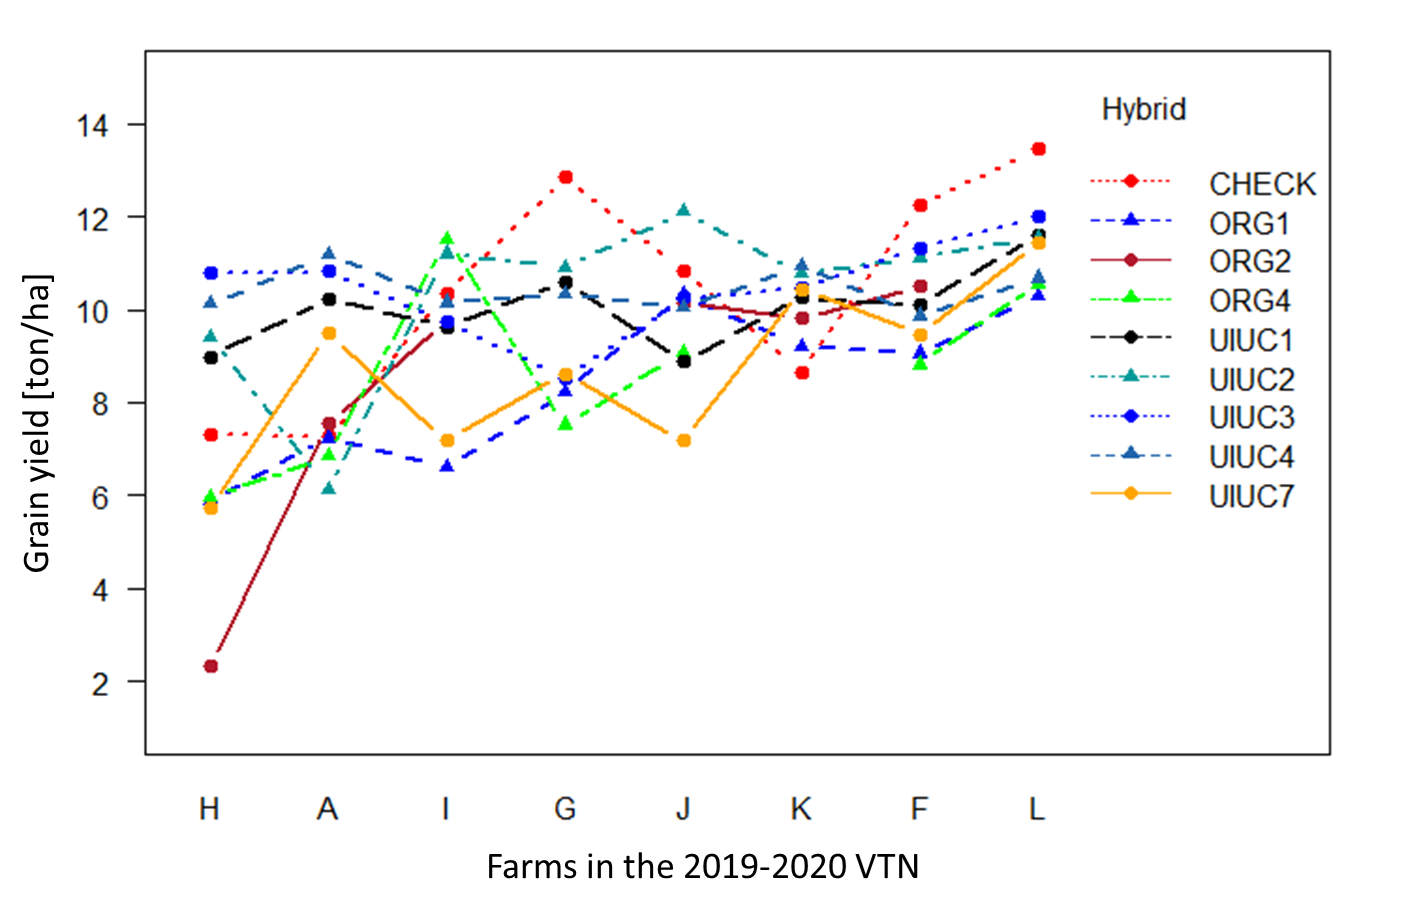 Hybrid
14
CHECK
12
ORG1
ORG2
10
ORG4
UIUC1
8
UIUC2
UIUC3
6
UIUC4
UIUC7
4
2
Grain yield [ton/ha]
H A I G J K F L
Farms in the 2019-2020 VTN